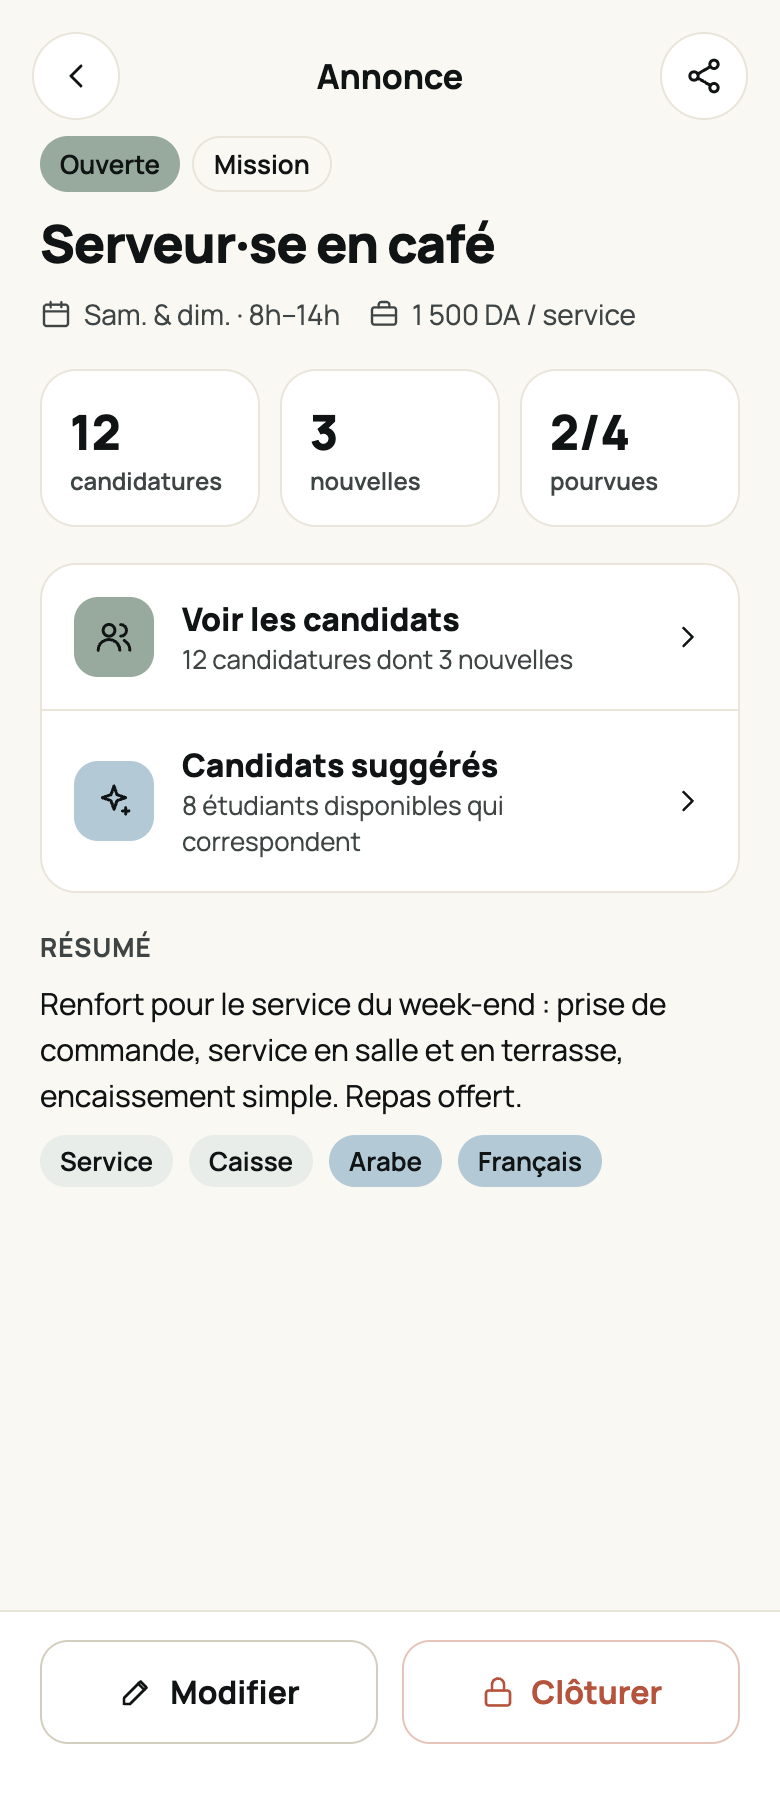 Annonce
Ouverte
Mission
Serveur·se en café
Sam. & dim. · 8h–14h
1 500 DA / service
12
candidatures
3
nouvelles
2/4
pourvues
Voir les candidats
12 candidatures dont 3 nouvelles
Candidats suggérés
8 étudiants disponibles qui
correspondent
RÉSUMÉ
Renfort pour le service du week-end : prise de
commande, service en salle et en terrasse,
encaissement simple. Repas offert.
Service
Caisse
Arabe
Français
Modifier
Clôturer